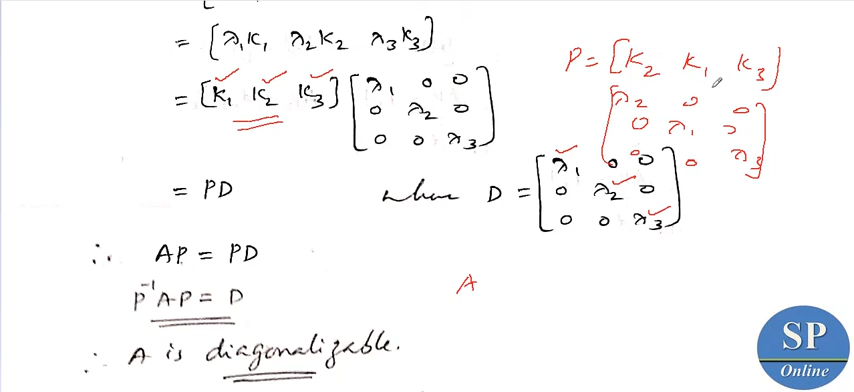 = [λ₁K₁ λ₂K₂ λ₃K₃]
= [K₁ K₂ K₃] [λ₁ 0 0
0 λ₂ 0
0 0 λ₃]
P = [K₂ K₁ K₃]
[λ₂ 0 0
0 λ₁ 0
0 0 λ₃]
= PD where D = [λ₁ 0 0
0 λ₂ 0
0 0 λ₃]
∴ AP = PD
P⁻¹AP = D
A
∴ A is diagonalizable.
SP
Online